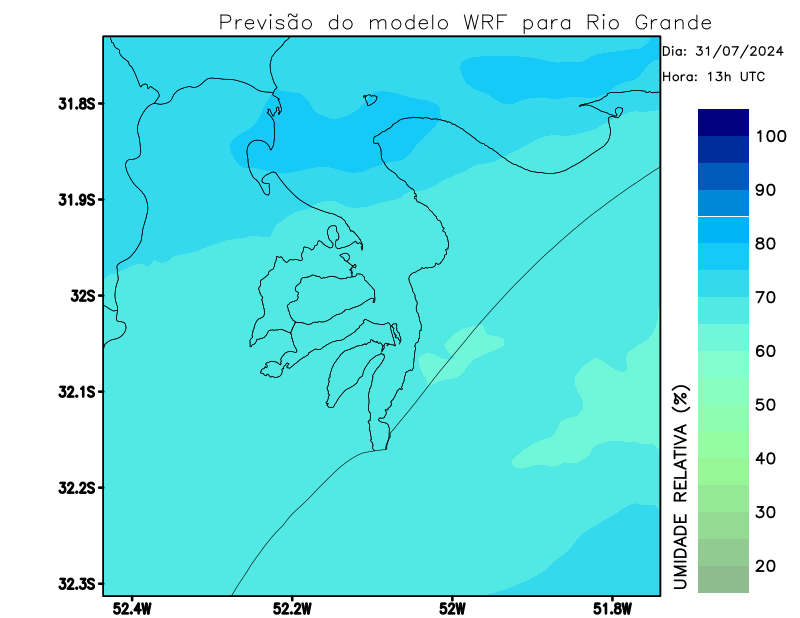 Previsão do modelo WRF para Rio Grande
Dia: 31/07/2024
Hora: 13h UTC
31.8S
31.9S
32S
32.1S
32.2S
32.3S
52.4W
52.2W
52W
51.8W
UMIDADE RELATIVA (%)
100
90
80
70
60
50
40
30
20